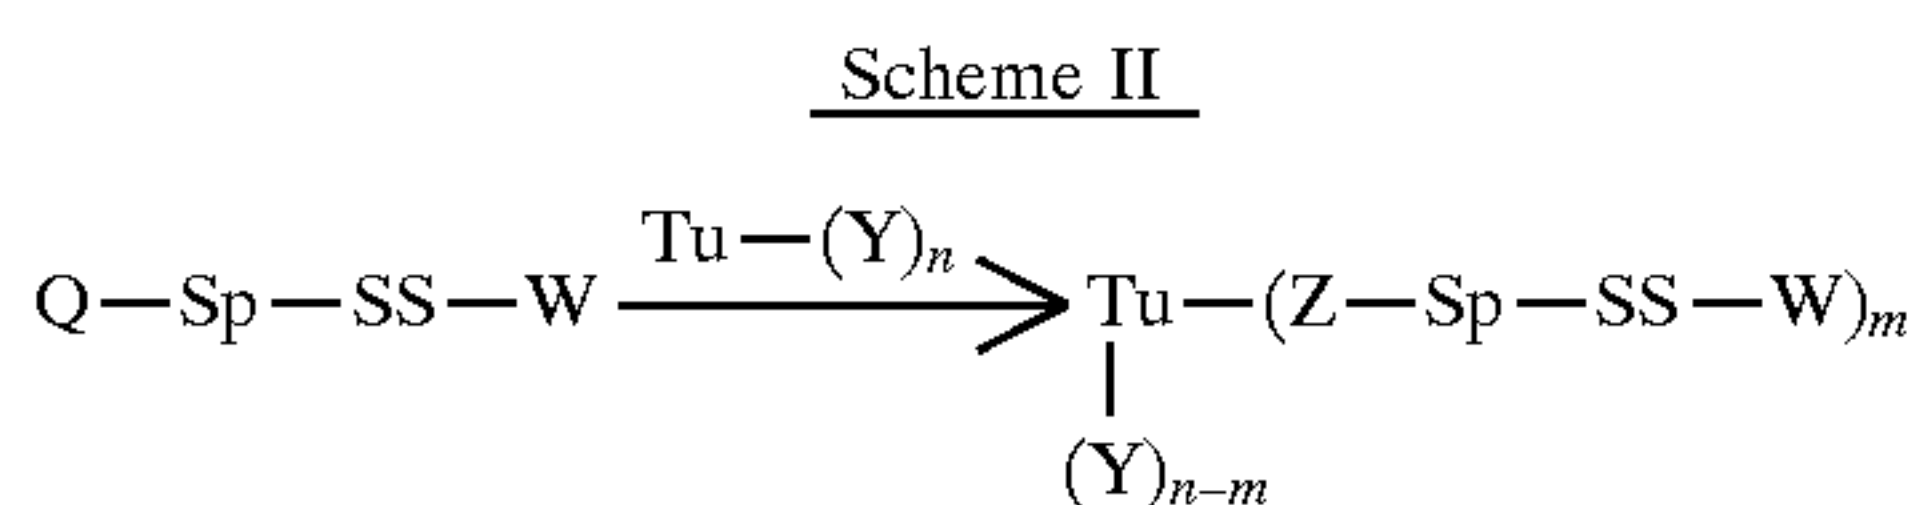 Scheme II
Tu—(Y)n
Q—Sp—SS—W
Tu—(Z—Sp—SS—W)m
(Y)n–m